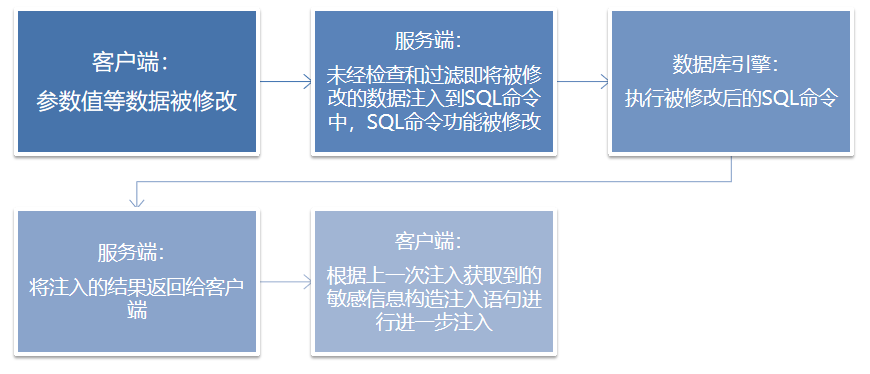 客户端：
参数值等数据被修改
服务端：
未经检查和过滤即将被修
改的数据注入到SQL命令
中，SQL命令功能被修改
数据库引擎：
执行被修改后的SQL命令
服务端：
将注入的结果返回给客户
端
客户端：
根据上一次注入获取到的
敏感信息构造注入语句进
行进一步注入